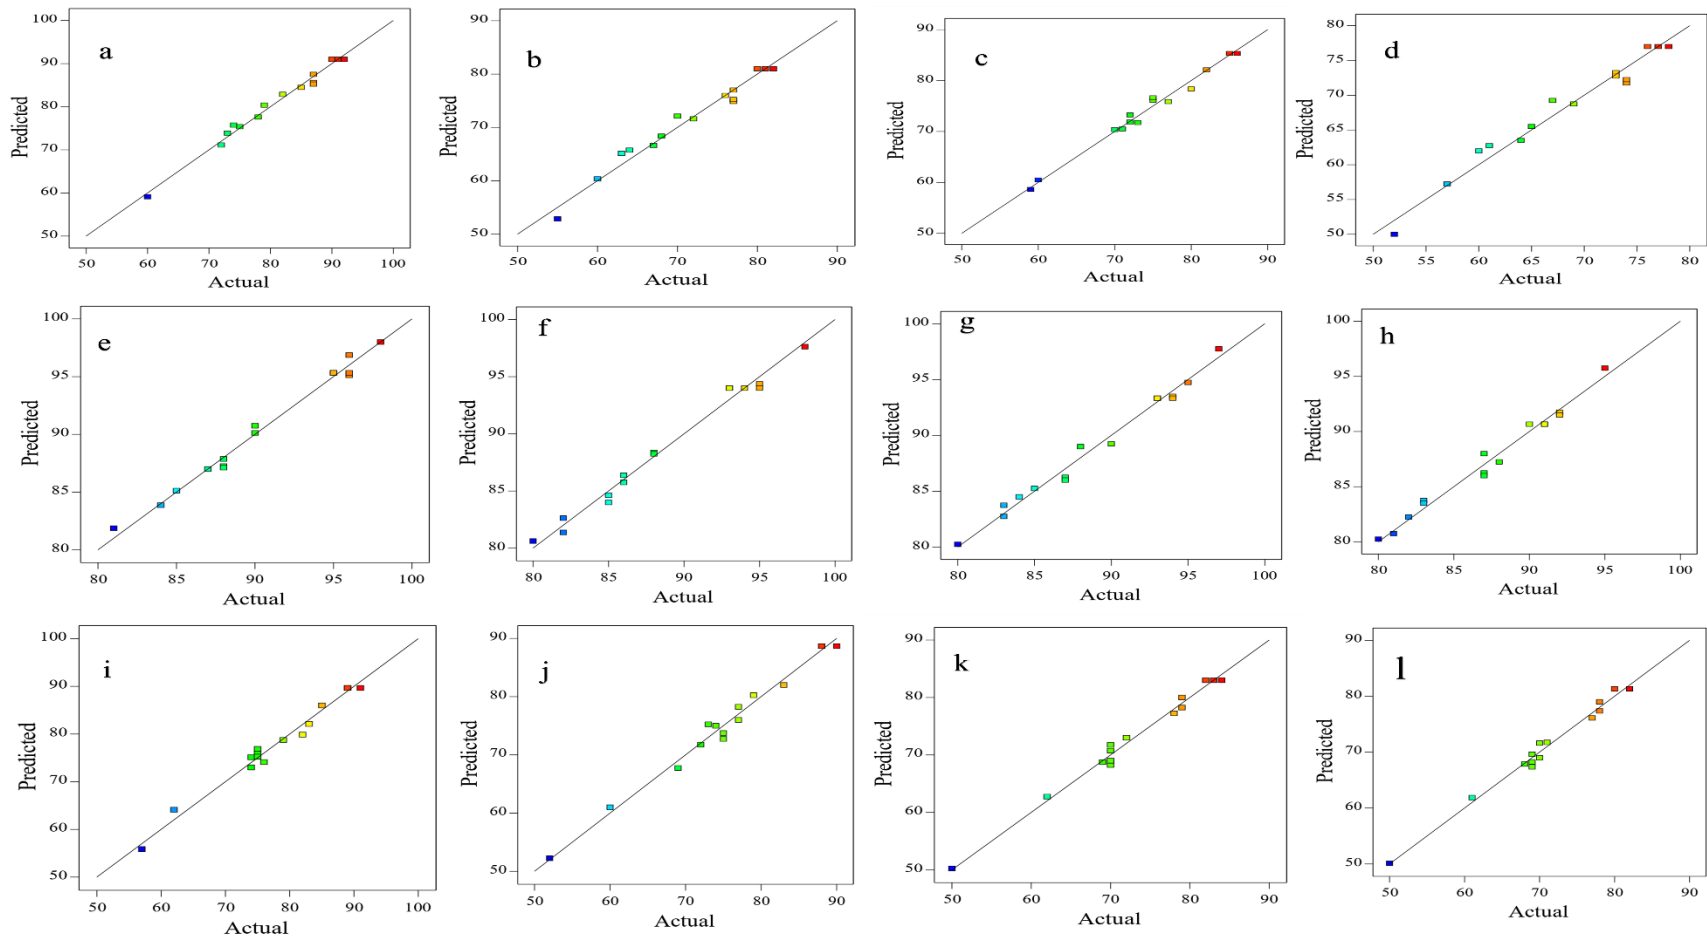 a
100
90
80
70
60
50
Predicted
50 60 70 80 90 100
Actual
b
90
80
70
60
50
Predicted
50 60 70 80 90
Actual
c
90
80
70
60
50
Predicted
50 60 70 80 90
Actual
d
80
75
70
65
60
55
50
Predicted
50 55 60 65 70 75 80
Actual
e
100
95
90
85
80
Predicted
80 85 90 95 100
Actual
f
100
95
90
85
80
Predicted
80 85 90 95 100
Actual
g
100
95
90
85
80
Predicted
80 85 90 95 100
Actual
h
100
95
90
85
80
Predicted
80 85 90 95 100
Actual
i
100
90
80
70
60
50
Predicted
50 60 70 80 90 100
Actual
j
90
80
70
60
50
Predicted
50 60 70 80 90
Actual
k
90
80
70
60
50
Predicted
50 60 70 80 90
Actual
l
90
80
70
60
50
Predicted
50 60 70 80 90
Actual